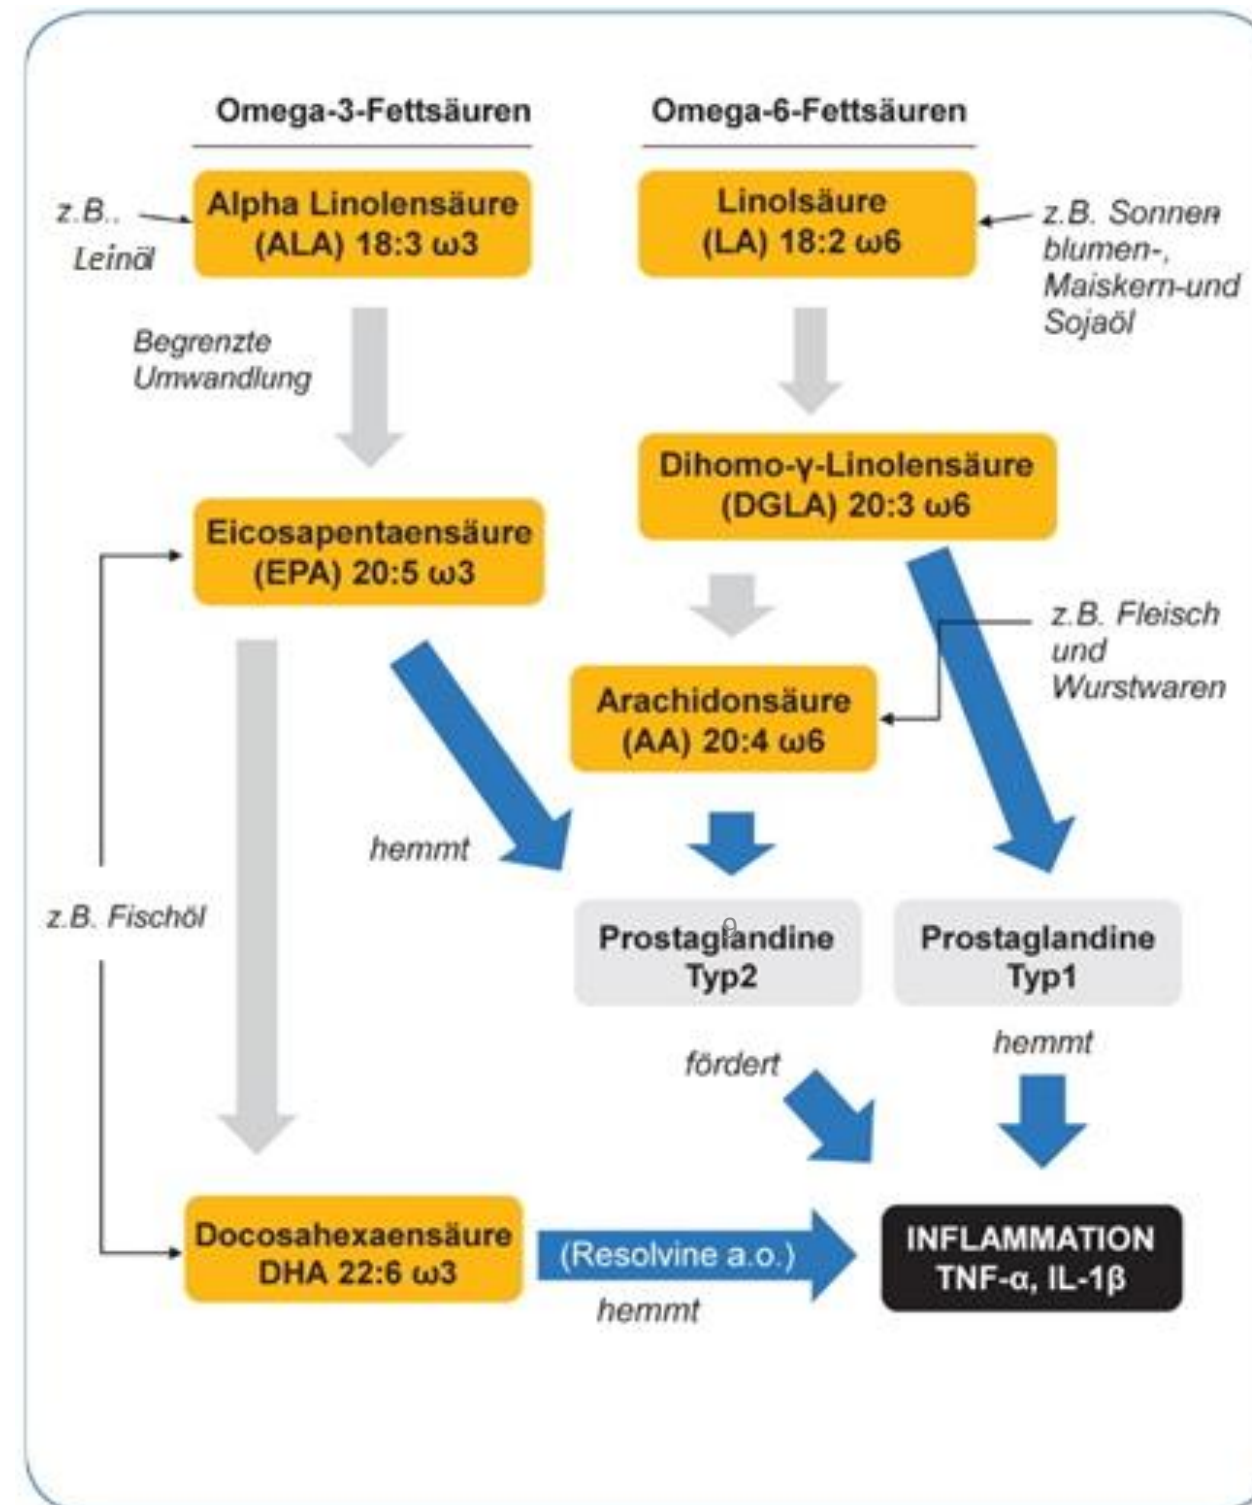 Omega-3-Fettsäuren
Omega-6-Fettsäuren
z.B..
Leinöl
Alpha Linolensäure
(ALA) 18:3 ω3
Linolsäure
(LA) 18:2 ω6
z.B. Sonnen-
blumen-,
Maiskern-und
Sojaöl
Begrenzte
Umwandlung
Dihomo-γ-Linolensäure
(DGLA) 20:3 ω6
Eicosapentaensäure
(EPA) 20:5 ω3
z.B. Fleisch
und
Wurstwaren
Arachidonsäure
(AA) 20:4 ω6
hemmt
z.B. Fischöl
Prostaglandine
Typ2
Prostaglandine
Typ1
fördert
hemmt
Docosahexaensäure
DHA 22:6 ω3
(Resolvine a.o.)
hemmt
INFLAMMATION
TNF-α, IL-1β